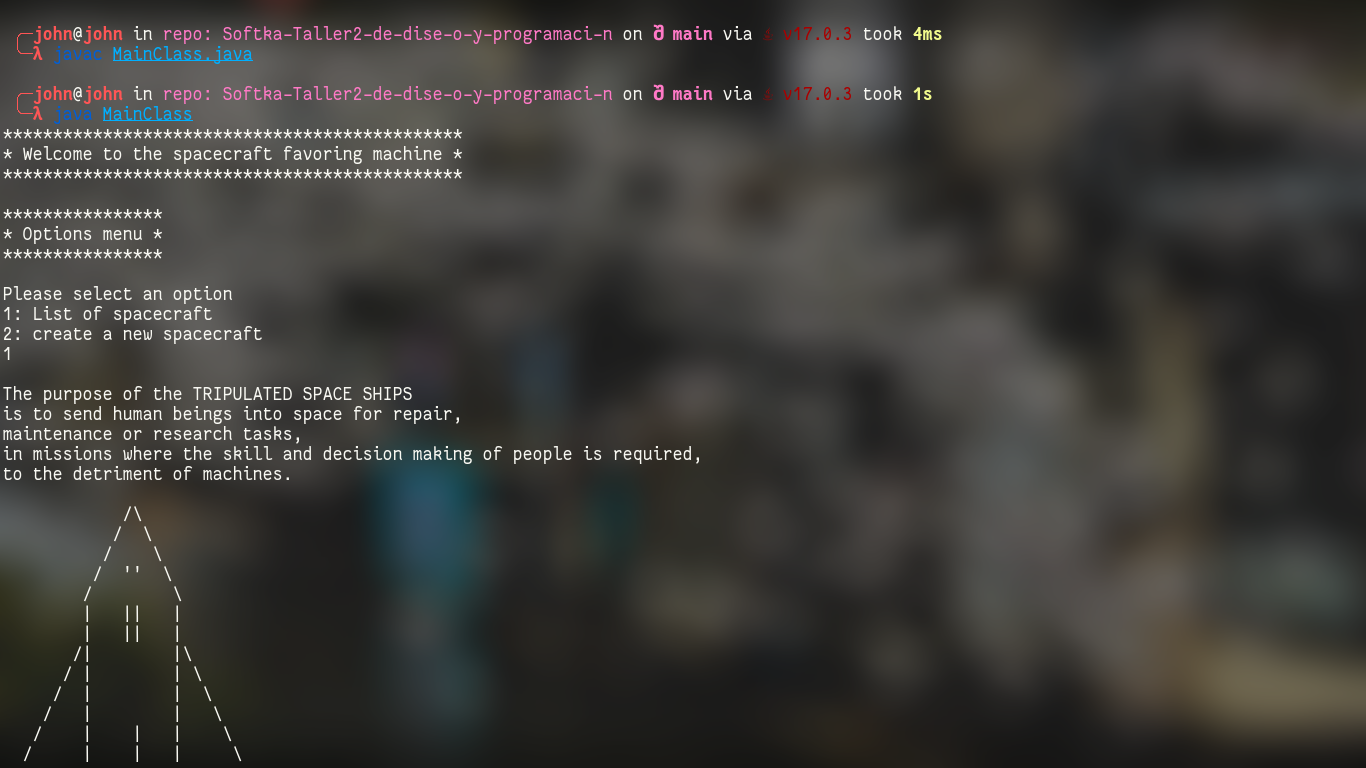 john@john in repo: Softka-Taller2-de-dise-o-y-programaci-n on main via v17.0.3 took 4ms
λ javac MainClass.java
john@john in repo: Softka-Taller2-de-dise-o-y-programaci-n on main via v17.0.3 took 1s
λ java MainClass
**********************************************
* Welcome to the spacecraft favoring machine *
**********************************************
****************
* Options menu *
****************
Please select an option
1: List of spacecraft
2: create a new spacecraft
1
The purpose of the TRIPULATED SPACE SHIPS
is to send human beings into space for repair,
maintenance or research tasks,
in missions where the skill and decision making of people is required,
to the detriment of machines.